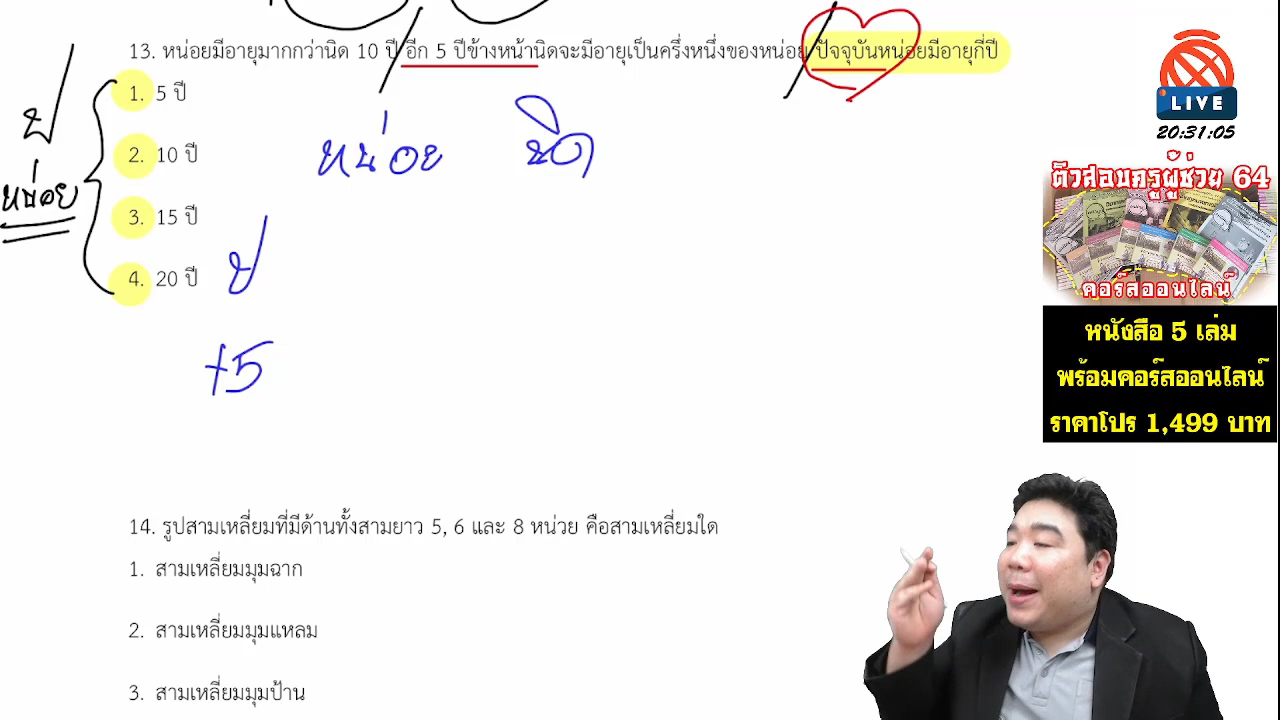 13. หน่อยมีอายุมากกว่านิด 10 ปี อีก 5 ปีข้างหน้านิดจะมีอายุเป็นครึ่งหนึ่งของหน่อย ปัจจุบันหน่อยมีอายุกี่ปี
1. 5 ปี
2. 10 ปี
3. 15 ปี
4. 20 ปี
ป
หน่อย
หน่อย นิด
ป
+5
14. รูปสามเหลี่ยมที่มีด้านทั้งสามยาว 5, 6 และ 8 หน่วย คือสามเหลี่ยมใด
1. สามเหลี่ยมมุมฉาก
2. สามเหลี่ยมมุมแหลม
3. สามเหลี่ยมมุมป้าน
LIVE
20:31:05
ติวสอบครูผู้ช่วย 64
คอร์สออนไลน์
หนังสือ 5 เล่ม
พร้อมคอร์สออนไลน์
ราคาโปร 1,499 บาท